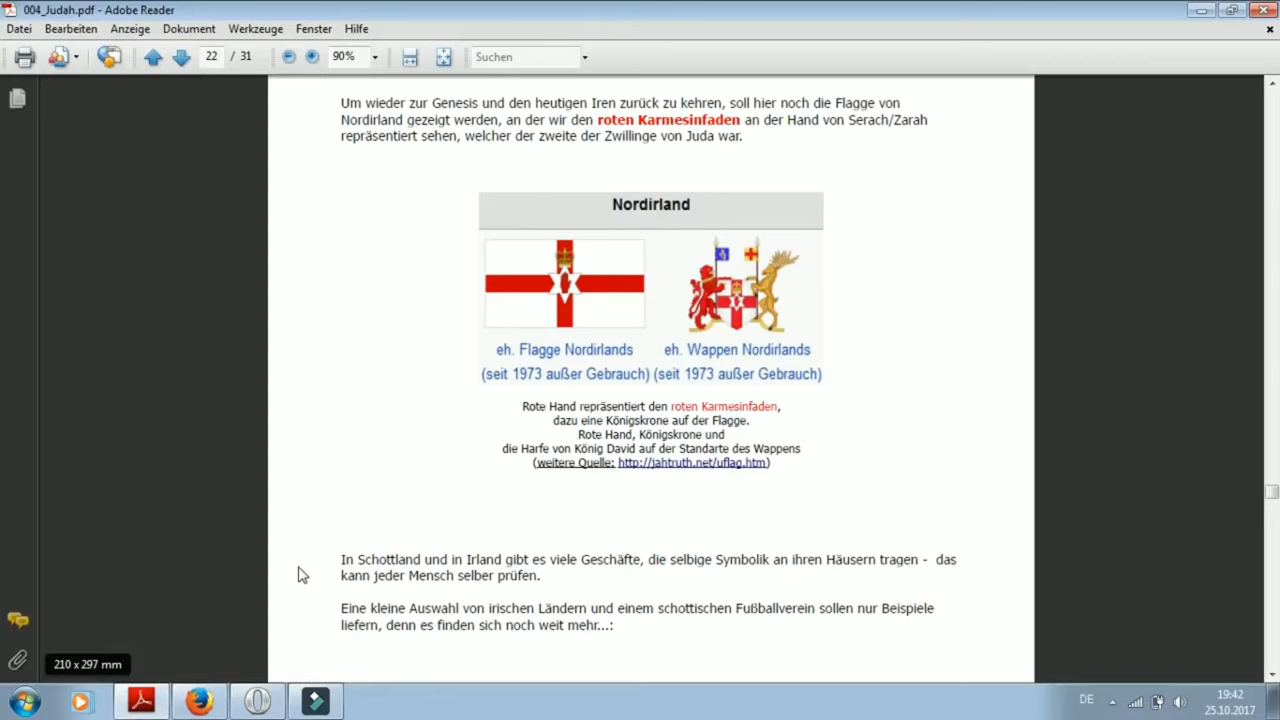 004_Judah.pdf - Adobe Reader
Datei Bearbeiten Anzeige Dokument Werkzeuge Fenster Hilfe
22 / 31 90% Suchen
Um wieder zur Genesis und den heutigen Iren zurück zu kehren, soll hier noch die Flagge von
Nordirland gezeigt werden, an der wir den roten Karmesinfaden an der Hand von Serach/Zarah
repräsentiert sehen, welcher der zweite der Zwillinge von Juda war.
Nordirland
eh. Flagge Nordirlands eh. Wappen Nordirlands
(seit 1973 außer Gebrauch) (seit 1973 außer Gebrauch)
Rote Hand repräsentiert den roten Karmesinfaden,
dazu eine Königskrone auf der Flagge.
Rote Hand, Königskrone und
die Harfe von König David auf der Standarte des Wappens
(weitere Quelle: http://jahtruth.net/uflag.htm)
In Schottland und in Irland gibt es viele Geschäfte, die selbige Symbolik an ihren Häusern tragen - das
kann jeder Mensch selber prüfen.
Eine kleine Auswahl von irischen Ländern und einem schottischen Fußballverein sollen nur Beispiele
liefern, denn es finden sich noch weit mehr...:
210 x 297 mm
DE
19:42
25.10.2017